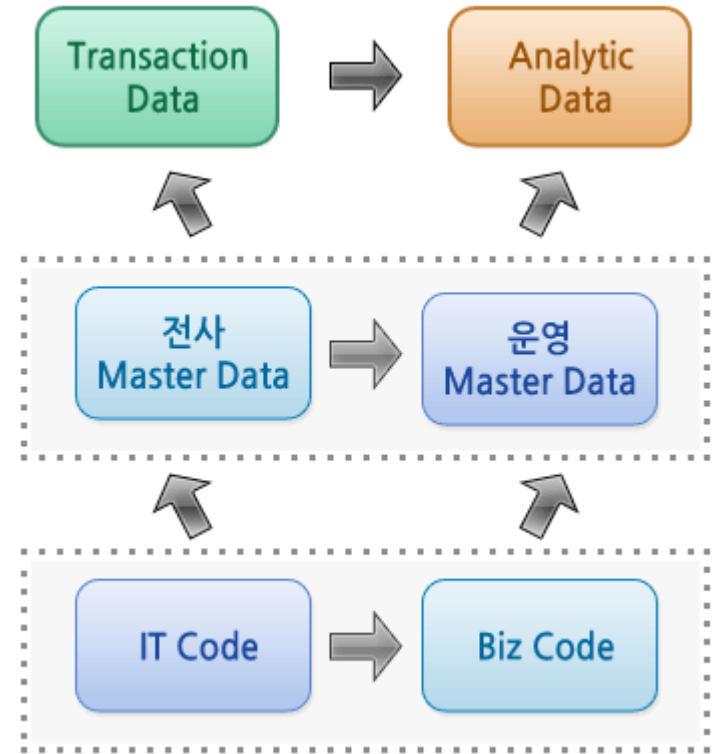 Transaction
Data
Analytic
Data
전사
Master Data
운영
Master Data
IT Code
Biz Code